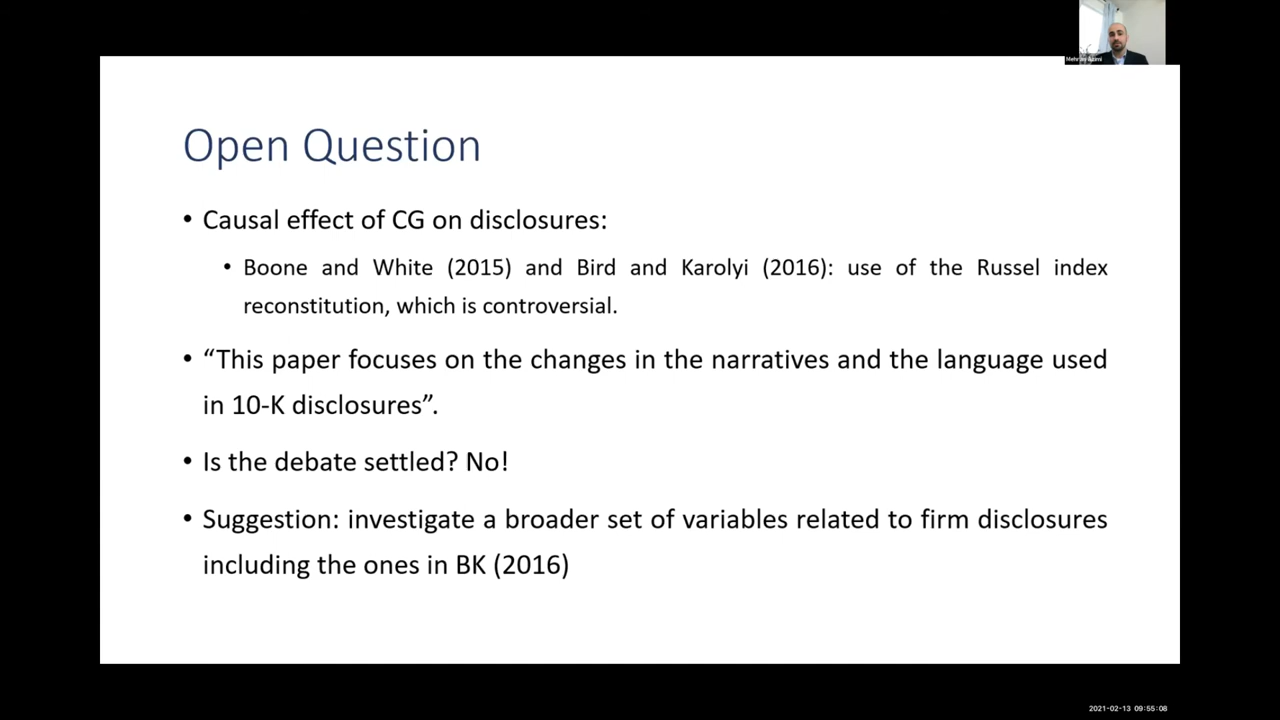 Open Question
• Causal effect of CG on disclosures:
• Boone and White (2015) and Bird and Karolyi (2016): use of the Russel index
reconstitution, which is controversial.
• “This paper focuses on the changes in the narratives and the language used
in 10-K disclosures”.
• Is the debate settled? No!
• Suggestion: investigate a broader set of variables related to firm disclosures
including the ones in BK (2016)
2021-02-13 09:55:08